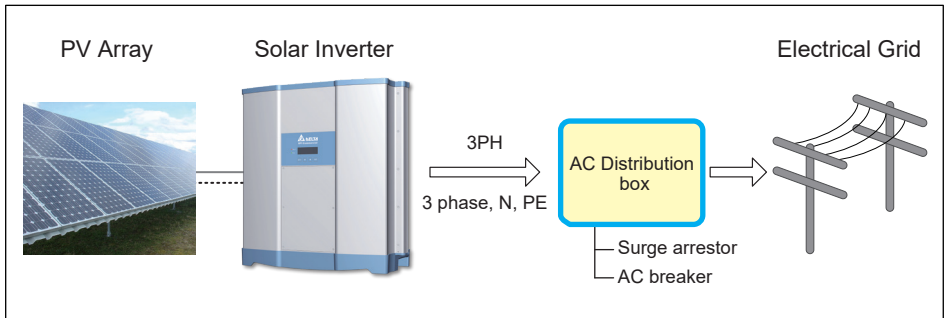 PV Array
Solar Inverter
Electrical Grid
3PH
3 phase, N, PE
AC Distribution
box
Surge arrestor
AC breaker